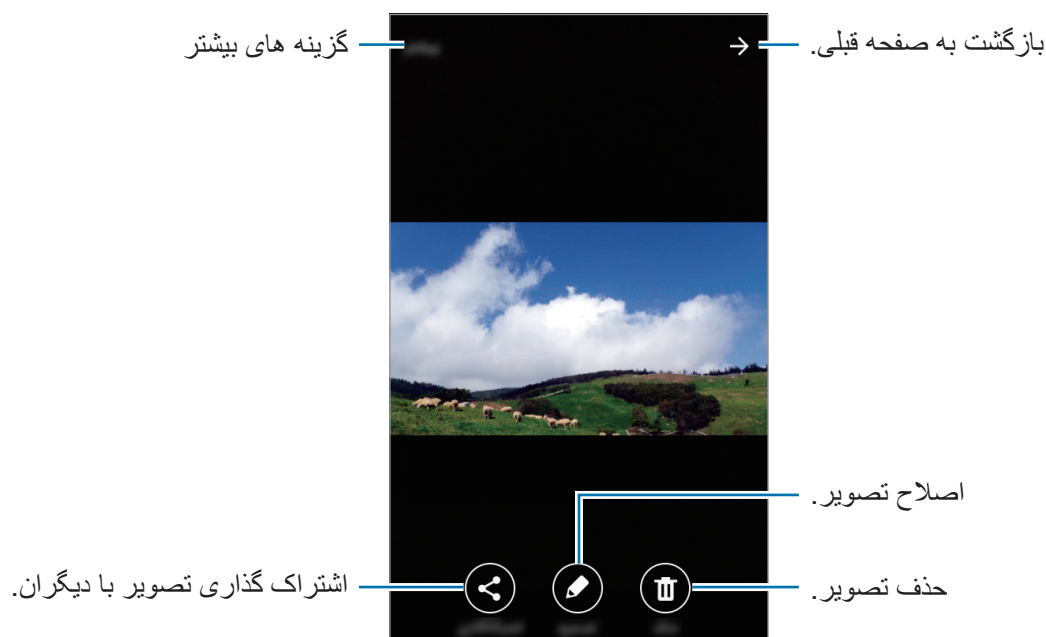 بازگشت به صفحه قبلی.
گزینه های بیشتر
اصلاح تصویر.
حذف تصویر.
اشتراک گذاری تصویر با دیگران.